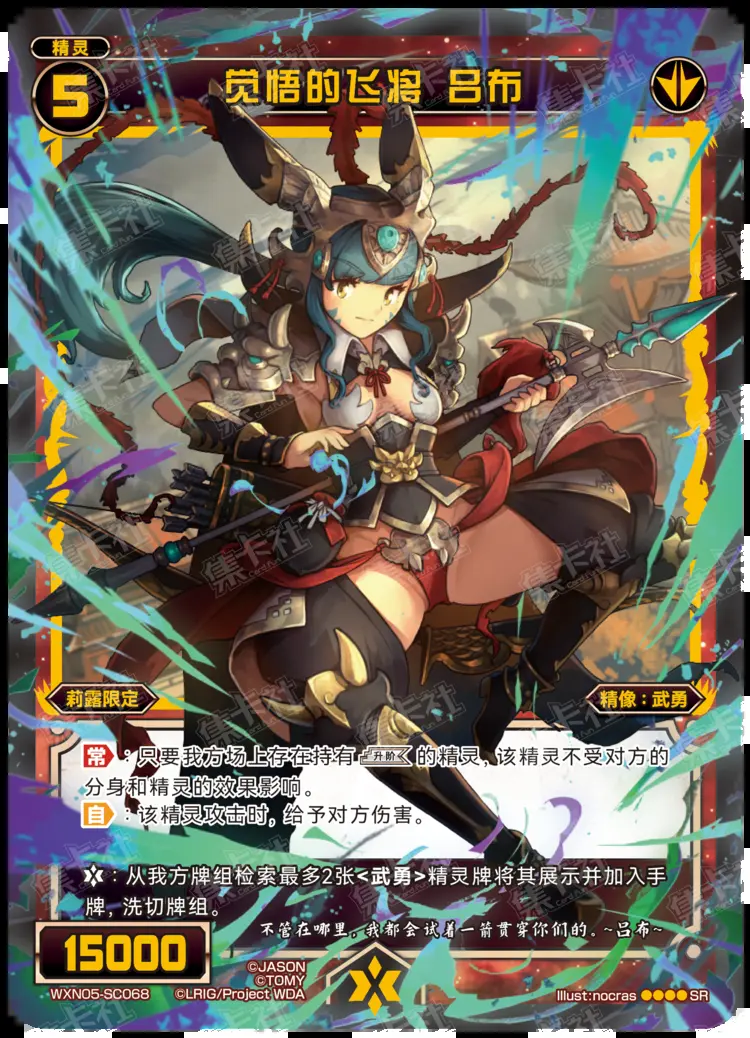 精灵
5
觉悟的飞将 吕布
集卡社
莉露限定
精像：武勇
常：只要我方场上存在持有升阶的精灵，该精灵不受对方的
分身和精灵的效果影响。
自：该精灵攻击时，给予对方伤害。
：从我方牌组检索最多2张<武勇>精灵牌将其展示并加入手
牌，洗切牌组。
不管在哪里，我都会试着一箭贯穿你们的。~吕布~
15000
©JASON
©TOMY
WXN05-SC068 ©LRIG/Project WDA
Illust:nocras SR